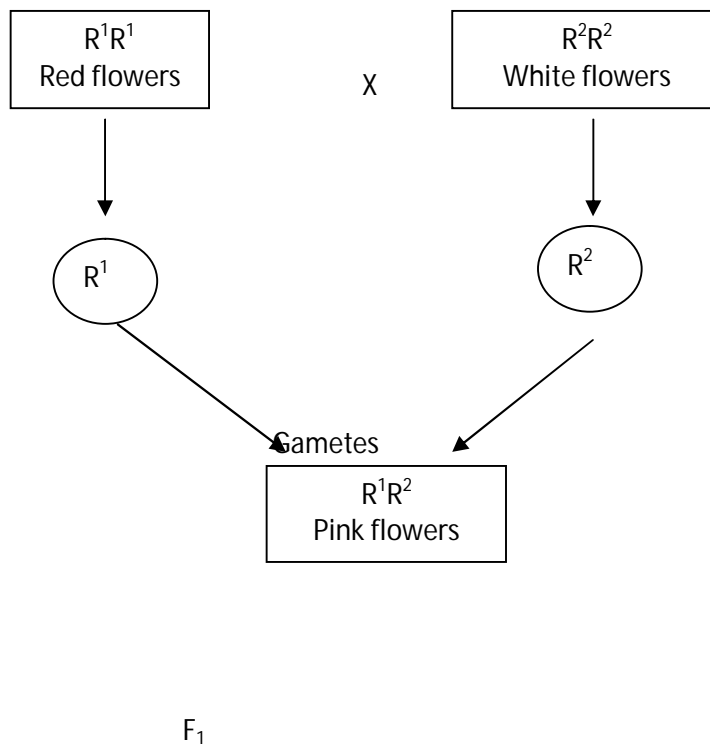 R¹R¹
Red flowers
X
R²R²
White flowers
R¹
R²
Gametes
R¹R²
Pink flowers
F₁